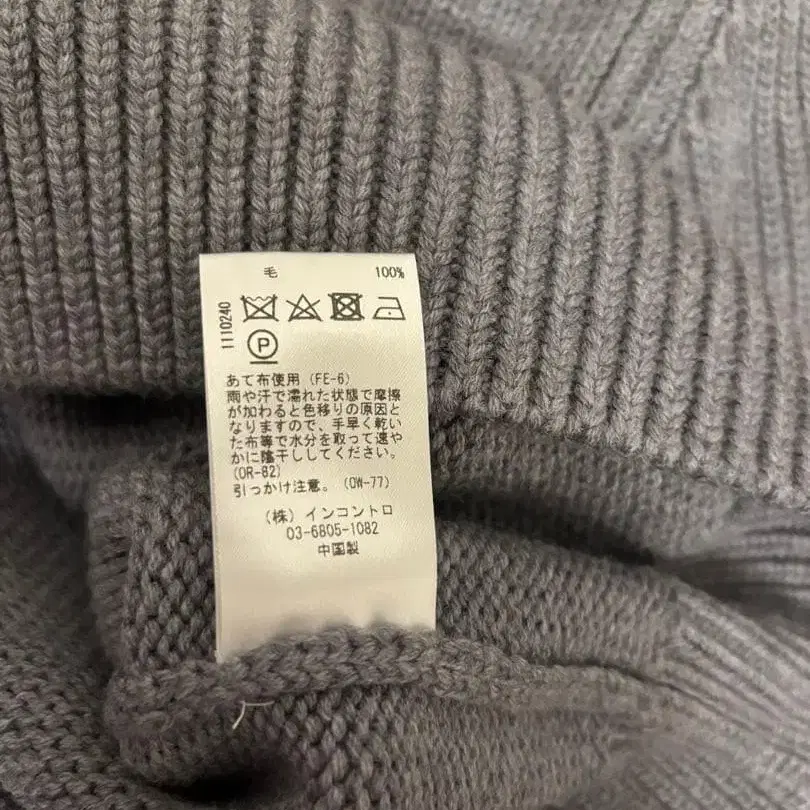 毛 100%
1110240
P
あて布使用(FE-6)
雨や汗で濡れた状態で摩擦
が加わると色移りの原因と
なりますので、手早く乾い
た布等で水分を取って速や
かに陰干ししてください。
(OR-82)
引っかけ注意。(OW-77)
(株)インコントロ
03-6805-1082
中国製